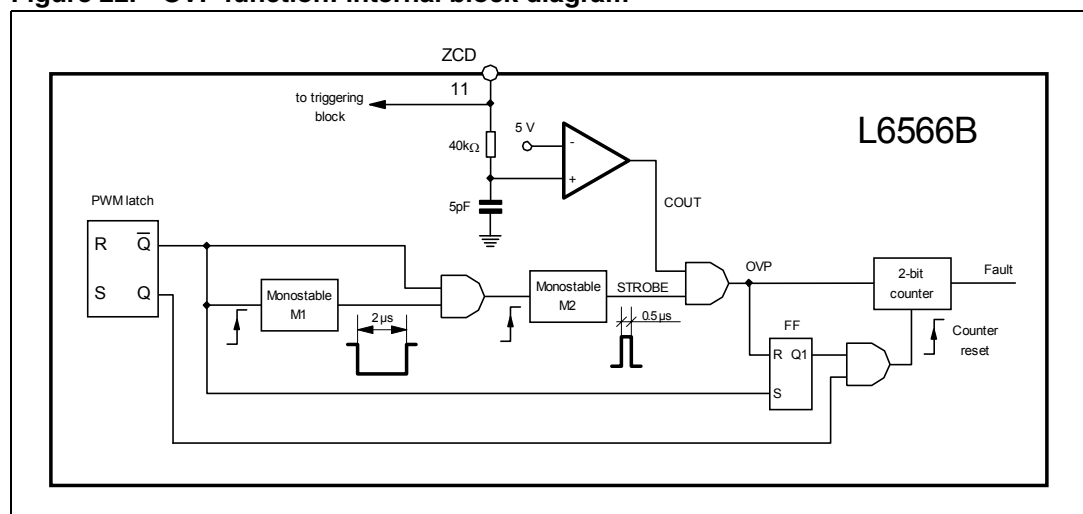 ZCD
11
to triggering
block
5 V
L6566B
40kΩ
-
+
PWM latch
5pF
COUT
R Q̅
S Q
Monostable
M1
Monostable
M2
STROBE
OVP
2-bit
counter
Fault
2 µs
0.5 µs
FF
R Q1
S
Counter
reset